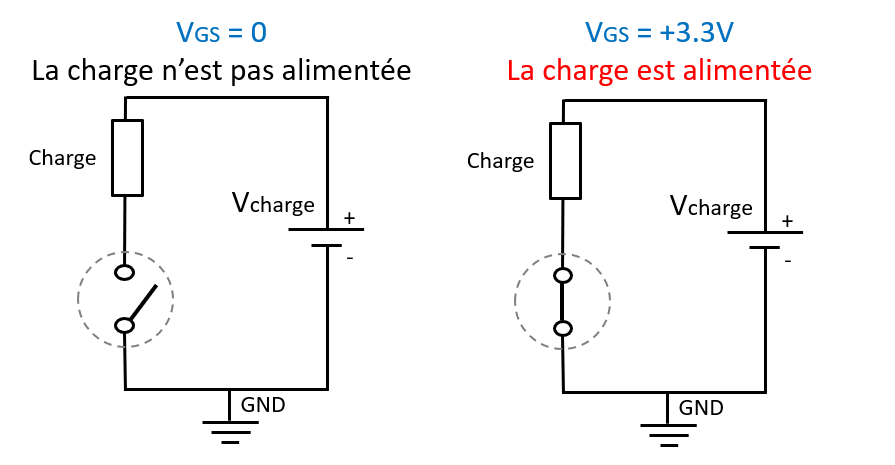 VGS = 0
La charge n’est pas alimentée
Charge
Vcharge
+
-
GND
VGS = +3.3V
La charge est alimentée
Charge
Vcharge
+
-
GND